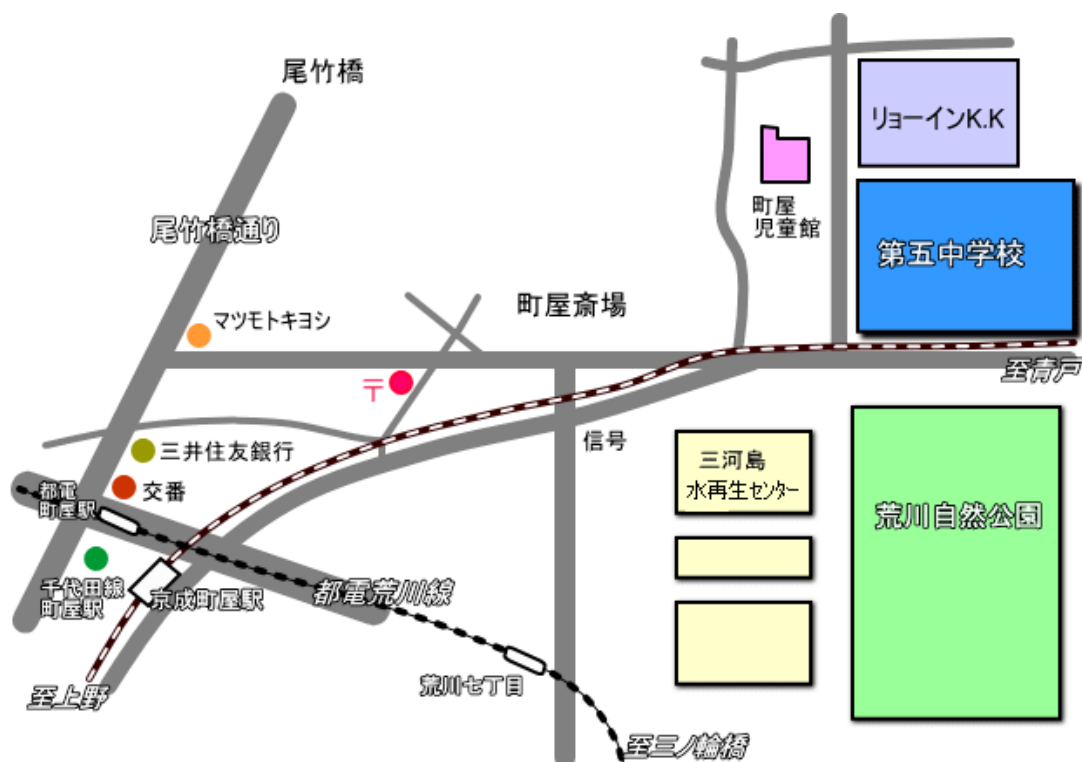 尾竹橋
リョーインK.K
町屋
児童館
尾竹橋通り
第五中学校
町屋斎場
マツモトキヨシ
至青戸
〒
信号
三井住友銀行
三河島
水再生センター
交番
都電
町屋駅
荒川自然公園
千代田線
町屋駅
京成町屋駅
都電荒川線
荒川七丁目
至上野
至三ノ輪橋